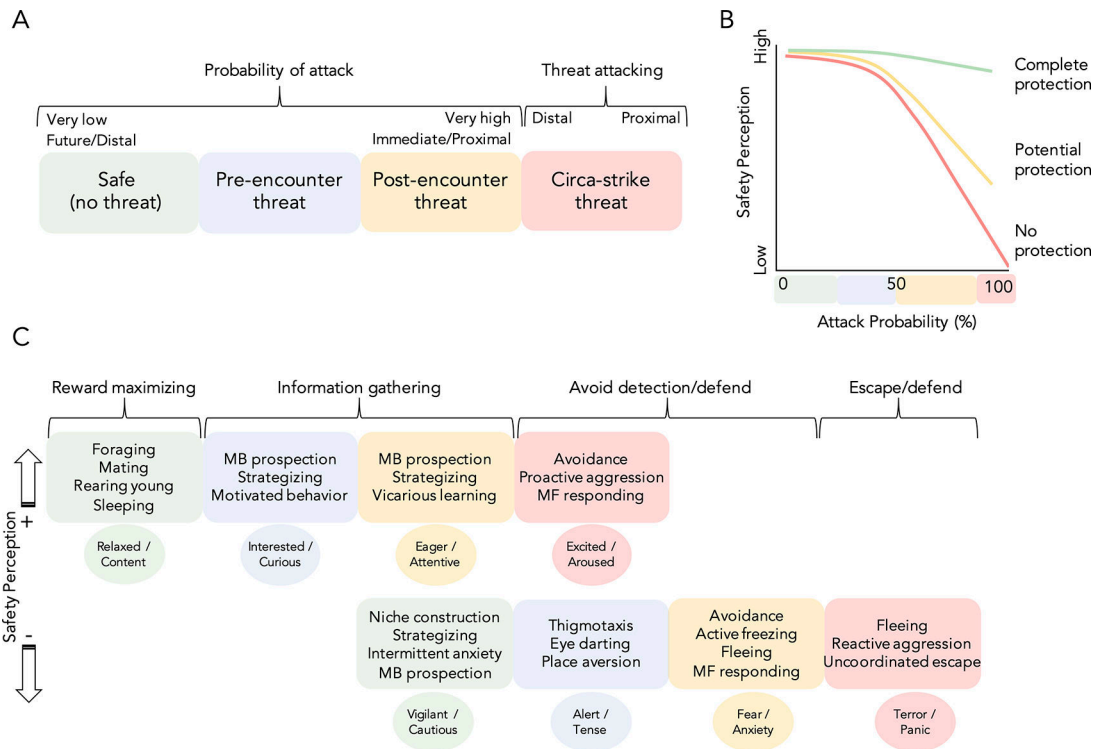 A
Probability of attack
Threat attacking
Very low
Future/Distal
Very high
Immediate/Proximal
Distal
Proximal
Safe
(no threat)
Pre-encounter
threat
Post-encounter
threat
Circa-strike
threat
B
High
Safety Perception
Low
Complete
protection
Potential
protection
No
protection
0
50
100
Attack Probability (%)
C
Reward maximizing
Information gathering
Avoid detection/defend
Escape/defend
Safety Perception
+
-
Foraging
Mating
Rearing young
Sleeping
MB prospection
Strategizing
Motivated behavior
MB prospection
Strategizing
Vicarious learning
Avoidance
Proactive aggression
MF responding
Relaxed /
Content
Interested /
Curious
Eager /
Attentive
Excited /
Aroused
Niche construction
Strategizing
Intermittent anxiety
MB prospection
Thigmotaxis
Eye darting
Place aversion
Avoidance
Active freezing
Fleeing
MF responding
Fleeing
Reactive aggression
Uncoordinated escape
Vigilant /
Cautious
Alert /
Tense
Fear /
Anxiety
Terror /
Panic